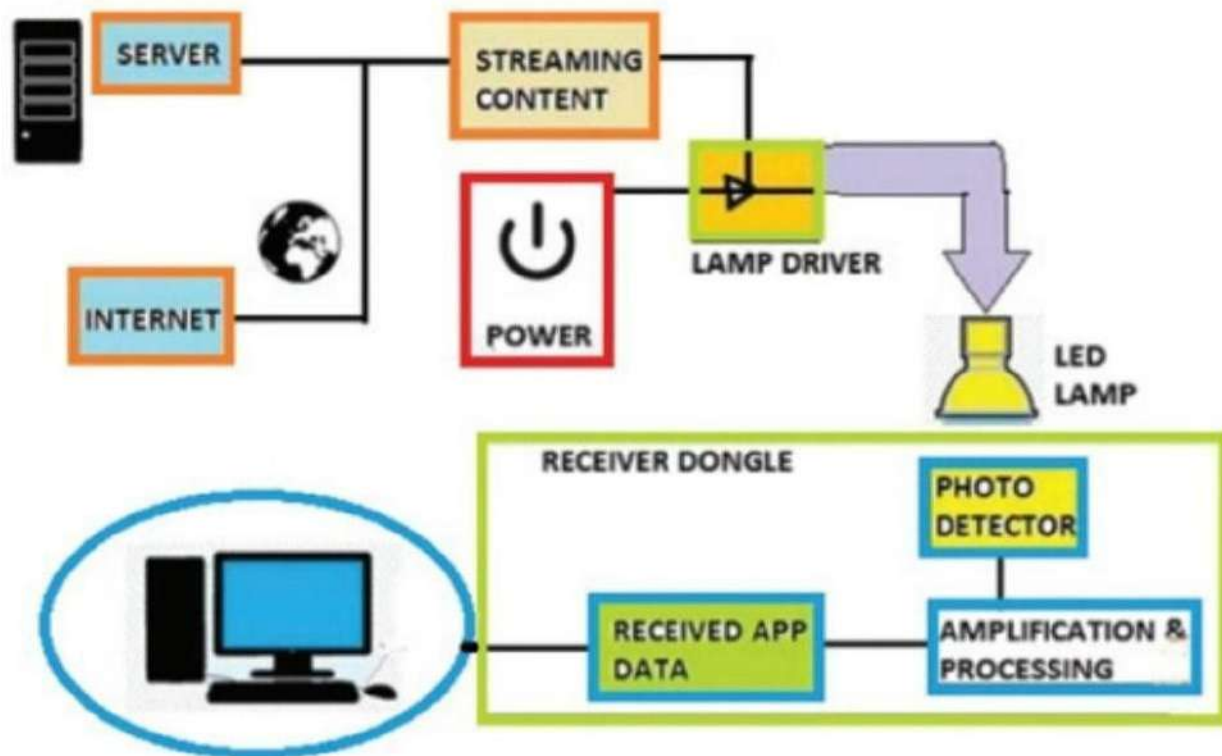 SERVER
STREAMING
CONTENT
LAMP DRIVER
INTERNET
POWER
LED
LAMP
RECEIVER DONGLE
PHOTO
DETECTOR
RECEIVED APP
DATA
AMPLIFICATION &
PROCESSING